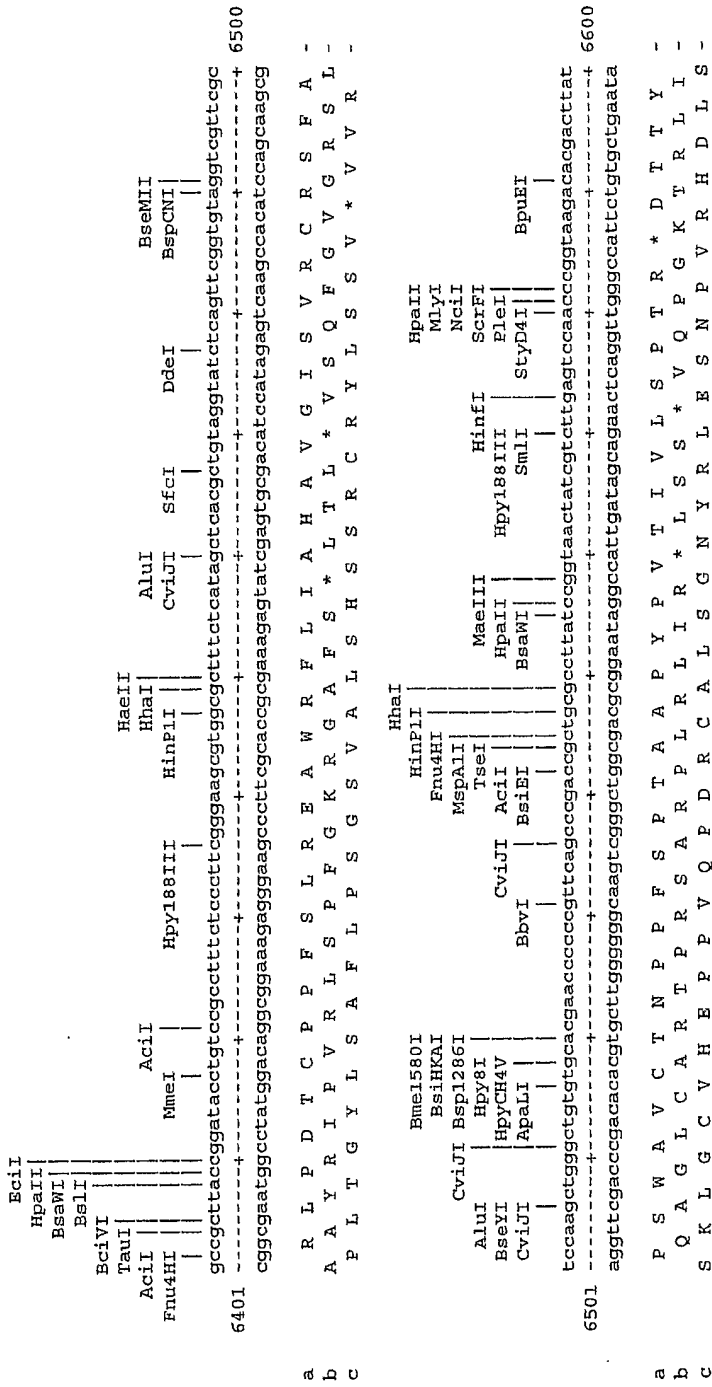 EciI
HpaII
BsaWI
BslI
BciVI
TauI HaeII
AciI AciI HhaI AluI BseMII
Fnu4HI MmeI Hpy188III HinP1I CviJI SfcI DdeI BspCNI
gccgcttaccggatacctgtccgcctttctcccttcgggaagcgtggcgctttctcatagctcacgctgtaggtatctcagttcggtgtaggtcgttcgc
6401 ---------+---------+---------+---------+---------+---------+---------+---------+---------+---------+ 6500
cggcgaatggcctatggacaggcggaaagagggaagcccttcgcaccgcgaaagagtatcgagtgcgacatccatagagtcaagccacatccagcaagcg
a A R L P D T C P P F S L R E A W R F L I A H A V G I S V R C R S F A -
b A A Y R I P V R L S P F G K R G A F S * L T L * V S Q F G V G R S L -
c P L T G Y L S A F L P S G S V A L S H S S R C R Y L S S V * V V R -
HhaI
Bme1580I HinP1I HpaII
BsiHKAI Fnu4HI MlyI
CviJI Bsp1286I MspA1I NciI
AluI Hpy8I TseI MaeIII HinfI ScrFI
BseYI HpyCH4V CviJI AciI HpaII Hpy188III PleI
CviJI ApaLI BbvI BsiEI BsaWI SmlI StyD4I BpuEI
tccaagctgggctgtgtgcacgaaccccccgttcagcccgaccgctgcgccttatccggtaactatcgtcttgagtccaacccggtaagacacgacttat
6501 ---------+---------+---------+---------+---------+---------+---------+---------+---------+---------+ 6600
aggttcgacccgacacacgtgcttggggggcaagtcgggctggcgacgcggaataggccattgatagcagaactcaggttgggccattctgtgctgaata
a P S W A V C T N P P F S P T A A P Y P V T I V L S P T R * D T T Y -
b Q A G L C A R T P R S A R P L R L I R * L S S * V Q P G K T R L I -
c S K L G C V H E P P V Q P D R C A L S G N Y R L E S N P V R H D L S -